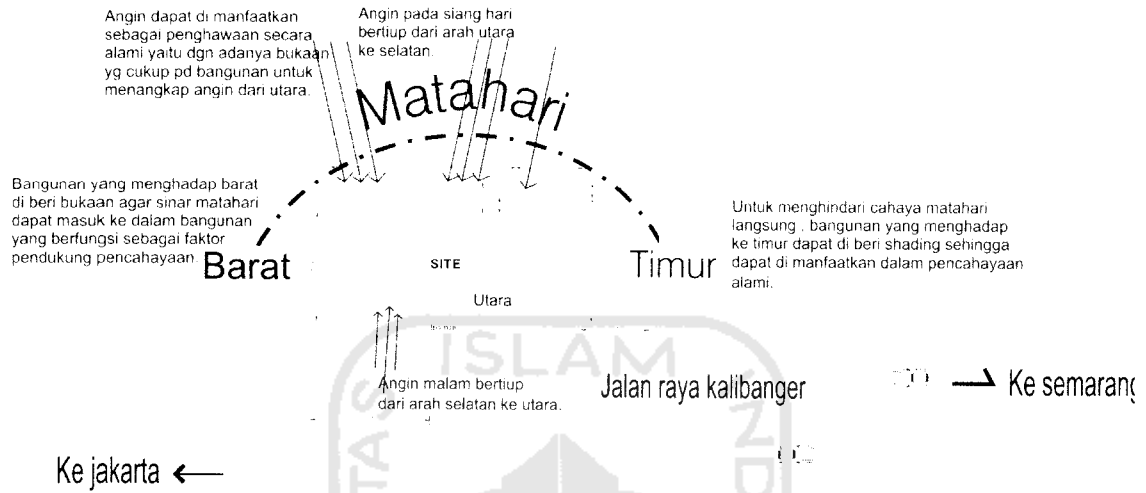 Angin dapat di manfaatkan
sebagai penghawaan secara
alami yaitu dgn adanya bukaan
yg cukup pd bangunan untuk
menangkap angin dari utara.
Angin pada siang hari
bertiup dari arah utara
ke selatan.
Matahari
Bangunan yang menghadap barat
di beri bukaan agar sinar matahari
dapat masuk ke dalam bangunan
yang berfungsi sebagai faktor
pendukung pencahayaan.
Barat
SITE
Timur
Untuk menghindari cahaya matahari
langsung , bangunan yang menghadap
ke timur dapat di beri shading sehingga
dapat di manfaatkan dalam pencahayaan
alami.
Utara
ISLAM
Angin malam bertiup
dari arah selatan ke utara.
Jalan raya kalibanger
Ke semarang
Ke jakarta
TAS
IND